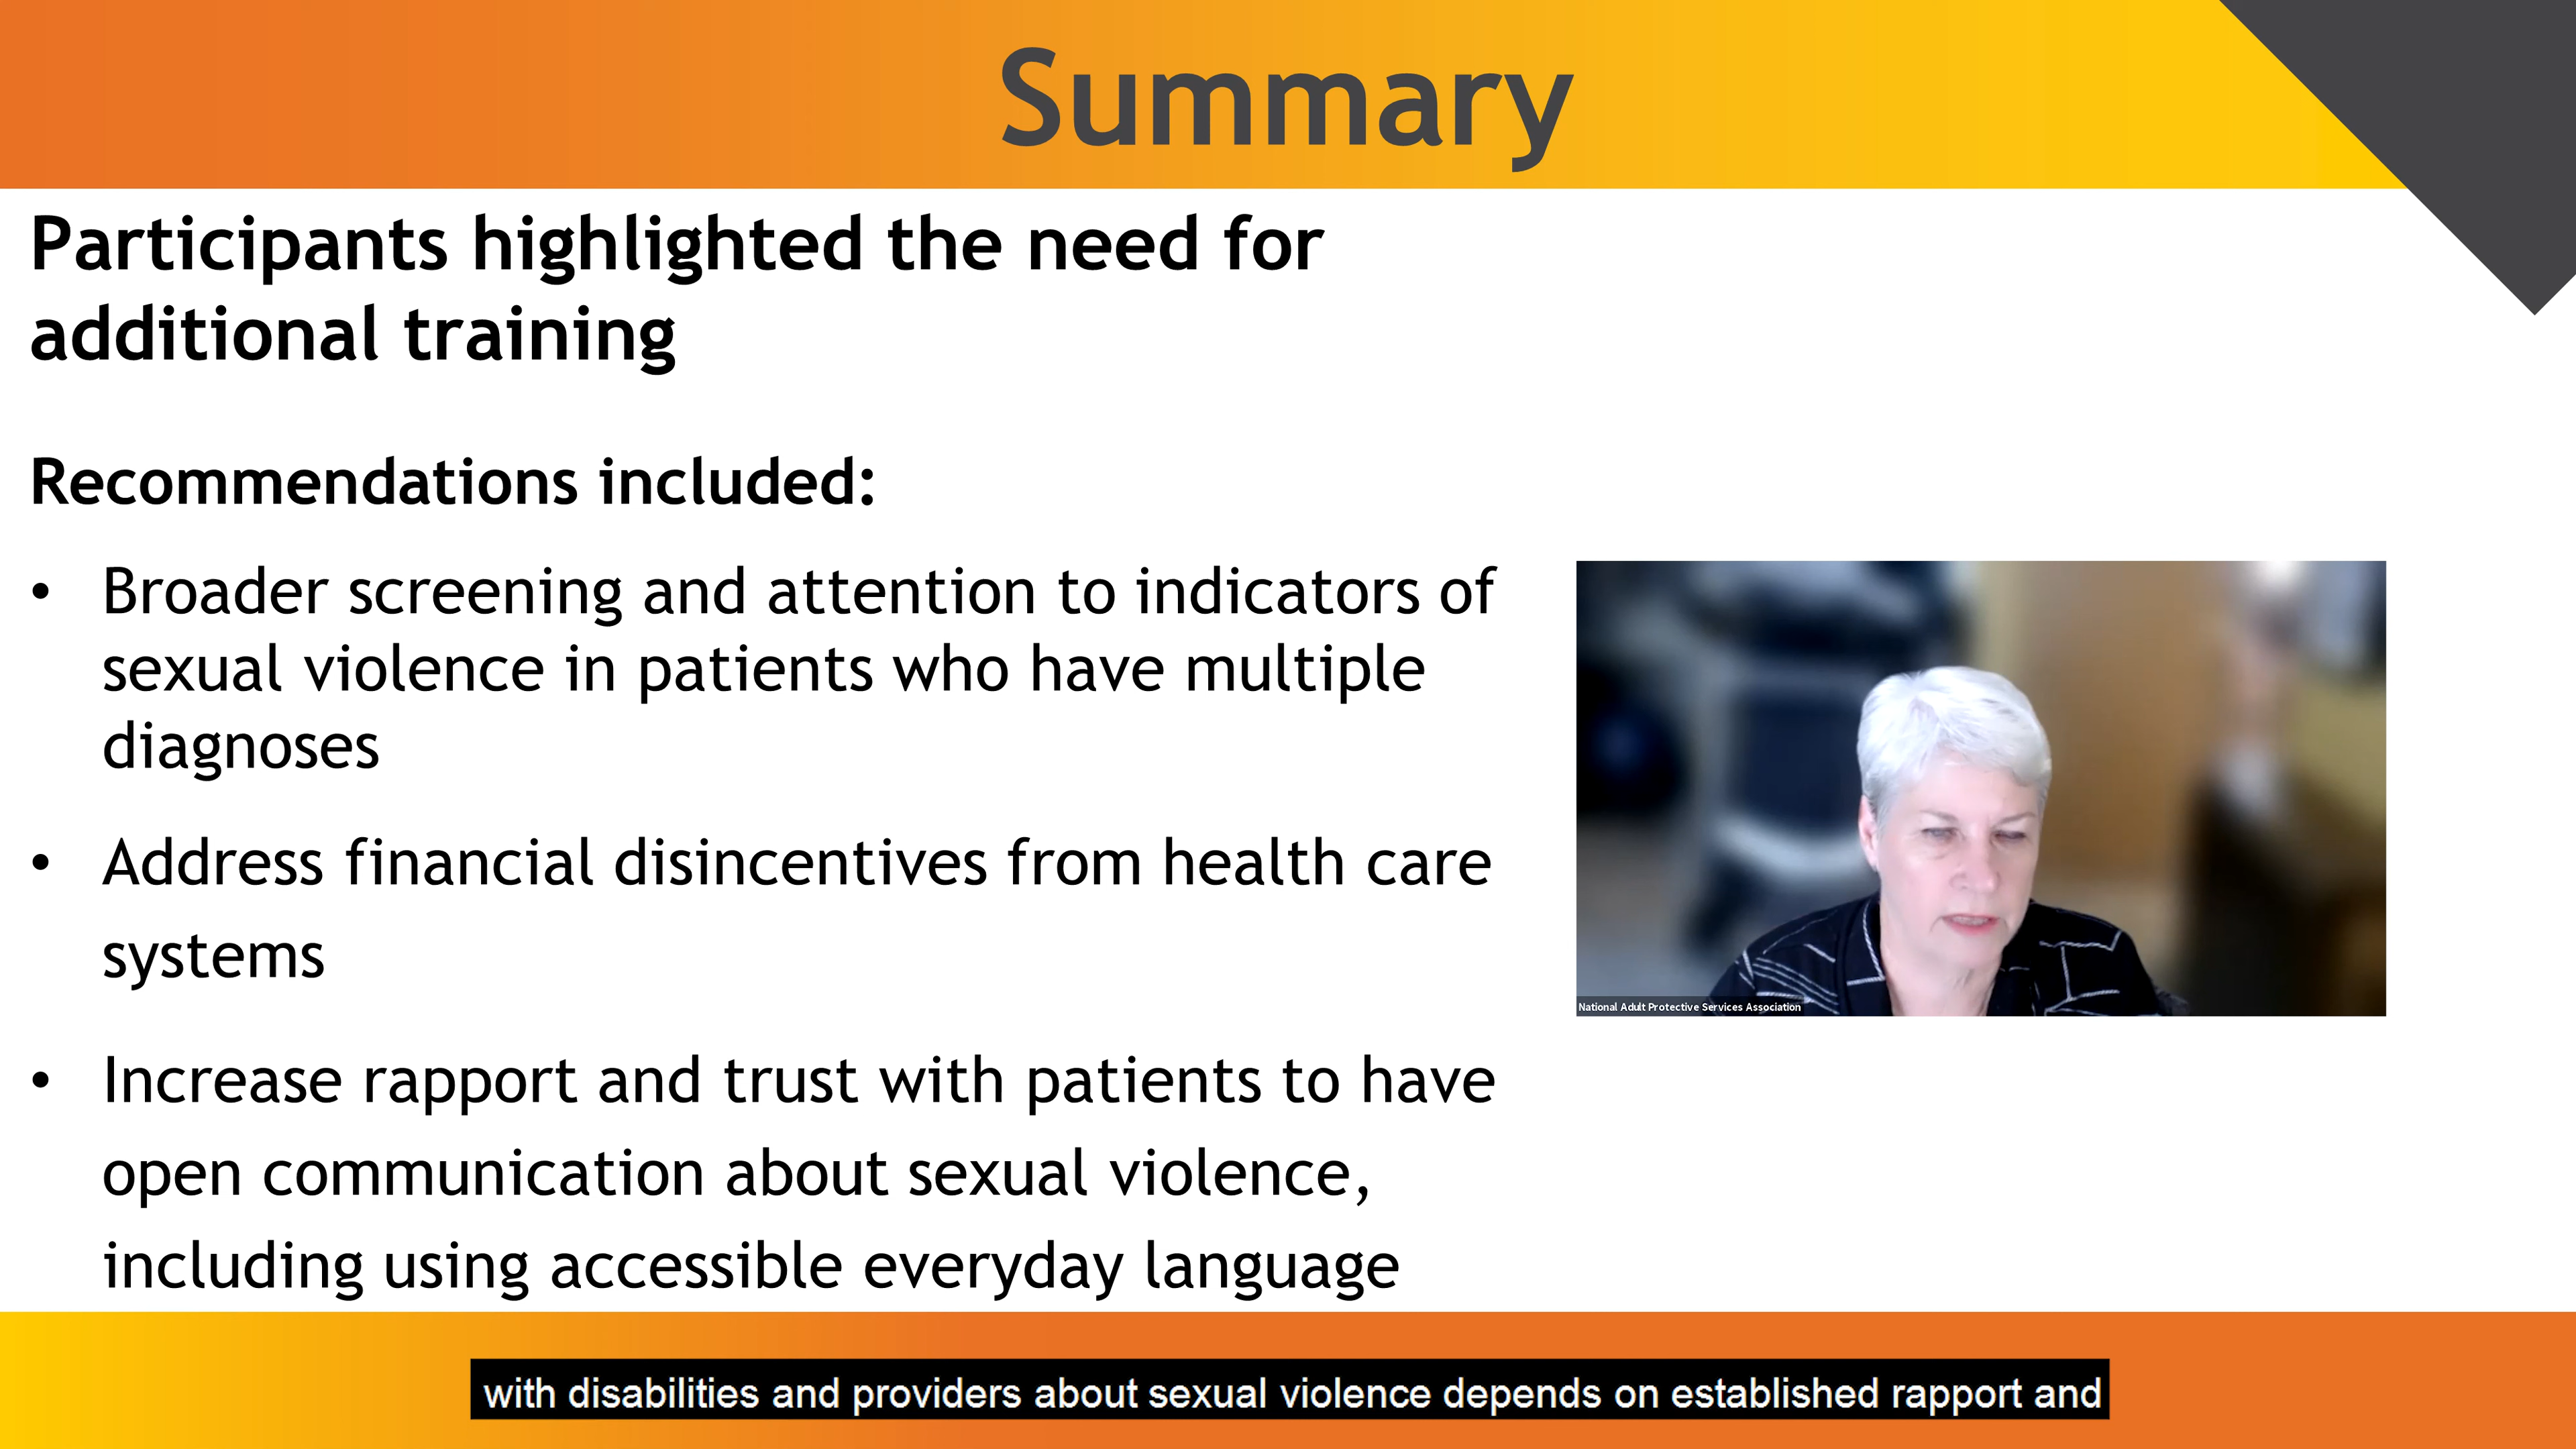 Summary
Participants highlighted the need for
additional training
Recommendations included:
• Broader screening and attention to indicators of
sexual violence in patients who have multiple
diagnoses
• Address financial disincentives from health care
systems
• Increase rapport and trust with patients to have
open communication about sexual violence,
including using accessible everyday language
National Adult Protective Services Association
with disabilities and providers about sexual violence depends on established rapport and